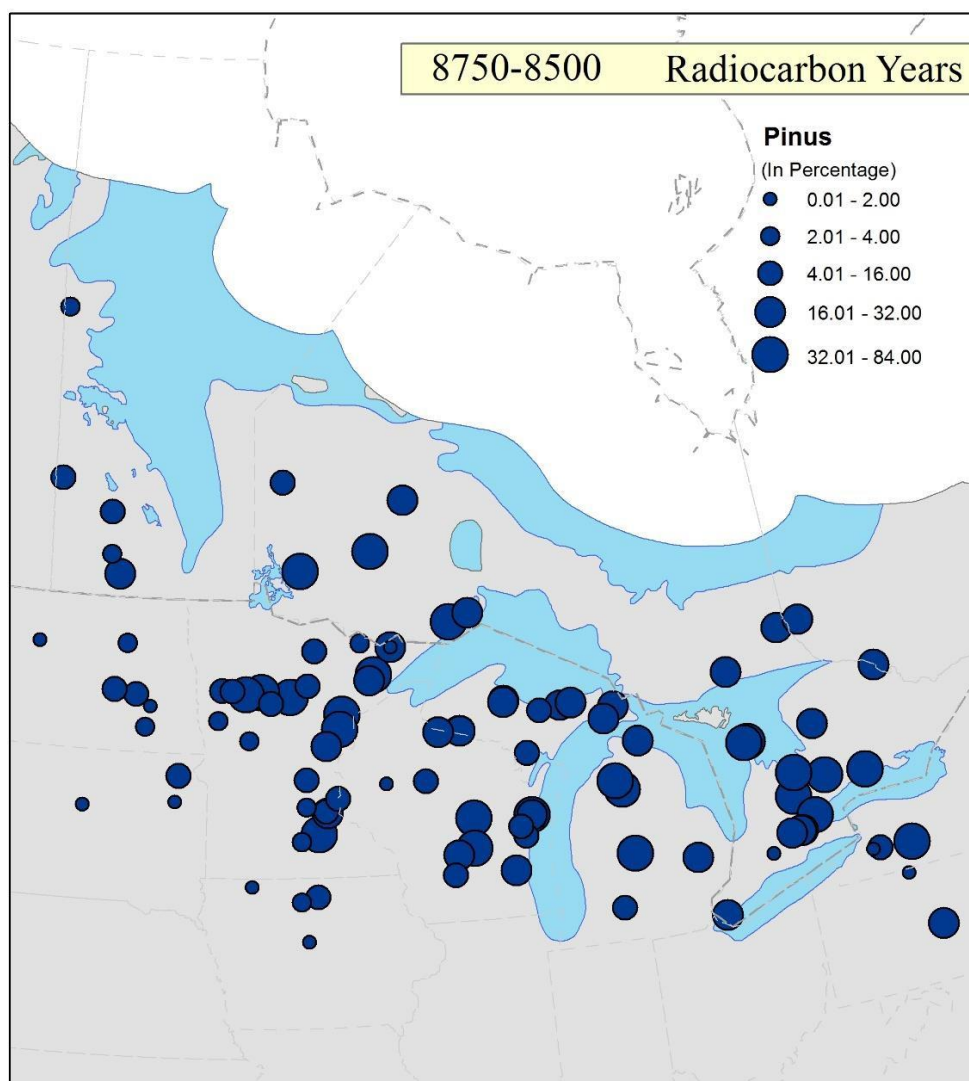 8750-8500 Radiocarbon Years
Pinus
(In Percentage)
0.01 - 2.00
2.01 - 4.00
4.01 - 16.00
16.01 - 32.00
32.01 - 84.00